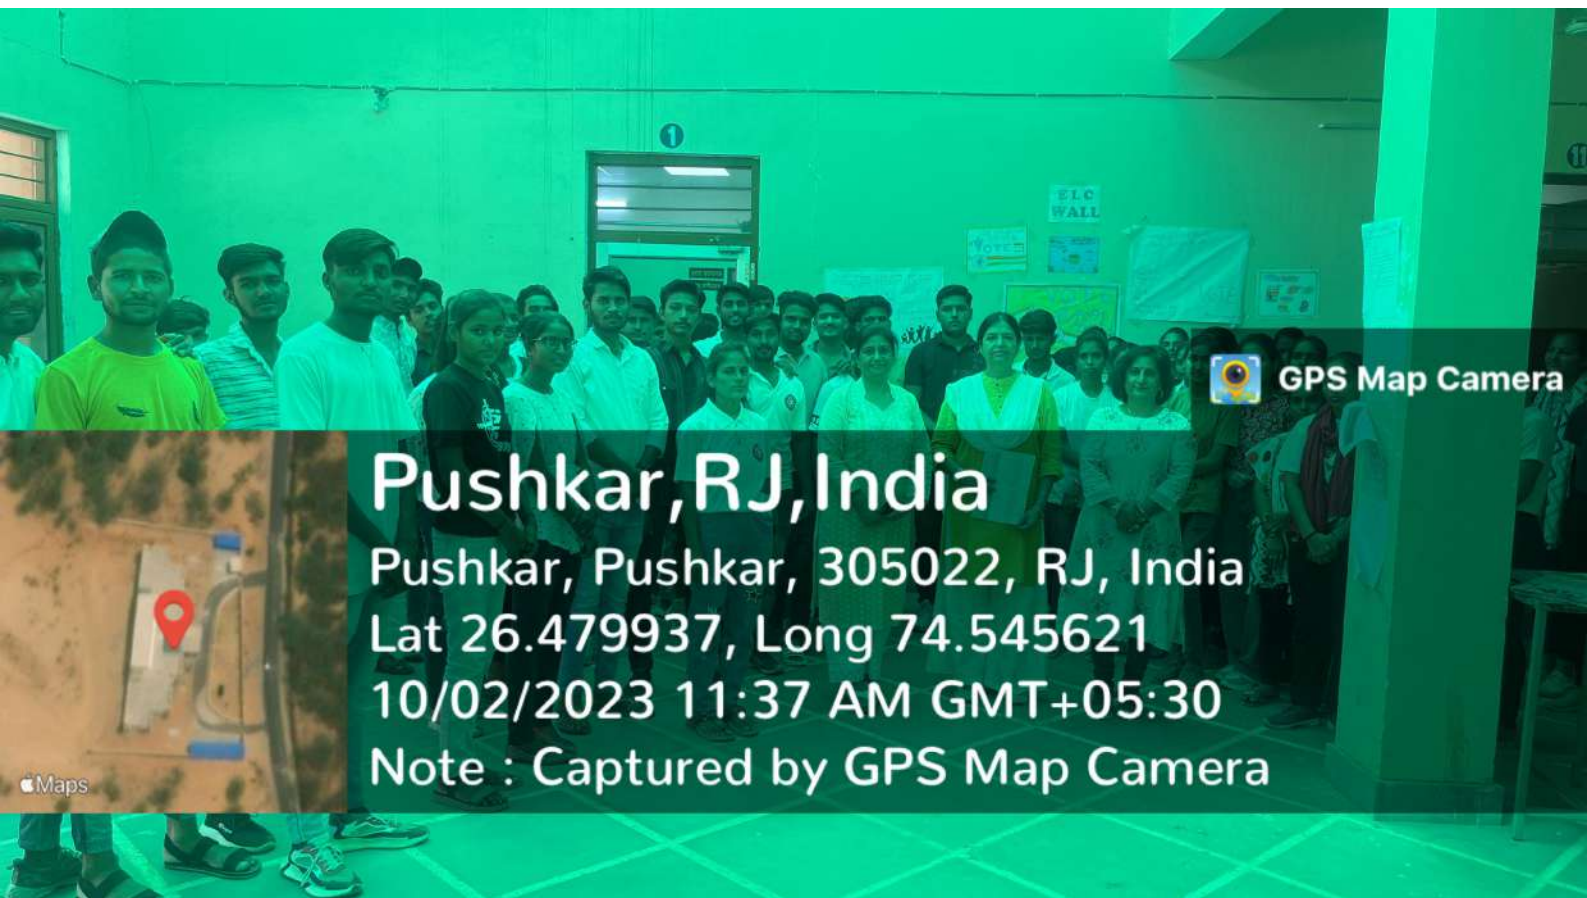 1
ELC
WALL
VOTE
GPS Map Camera
Pushkar,RJ,India
Pushkar, Pushkar, 305022, RJ, India
Lat 26.479937, Long 74.545621
10/02/2023 11:37 AM GMT+05:30
Note : Captured by GPS Map Camera
Maps